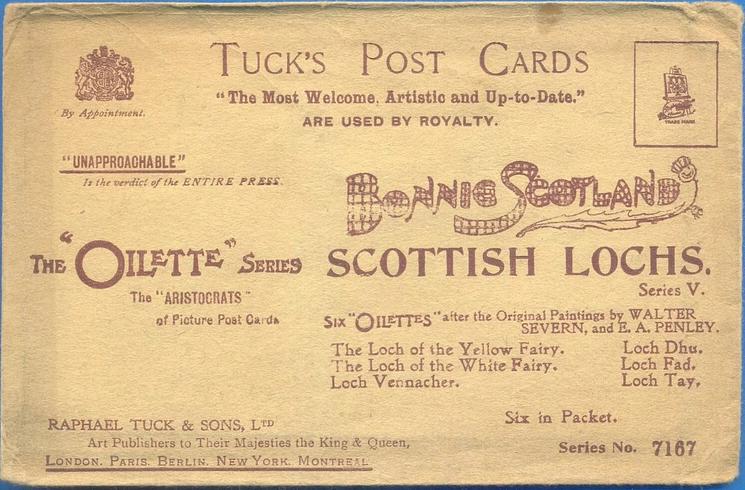 TUCK'S POST CARDS
"The Most Welcome, Artistic and Up-to-Date."
ARE USED BY ROYALTY.
By Appointment.
TRADE MARK
"UNAPPROACHABLE"
Is the verdict of the ENTIRE PRESS.
BONNIE SCOTLAND
THE "OILETTE" SERIES
The "ARISTOCRATS"
of Picture Post Cards
SCOTTISH LOCHS.
Series V.
SIX "OILETTES" after the Original Paintings by WALTER
SEVERN, and E. A. PENLEY.
The Loch of the Yellow Fairy. Loch Dhu.
The Loch of the White Fairy. Loch Fad.
Loch Vennacher. Loch Tay.
Six in Packet.
Series No. 7167
RAPHAEL TUCK & SONS, LTD
Art Publishers to Their Majesties the King & Queen,
LONDON. PARIS. BERLIN. NEW YORK. MONTREAL